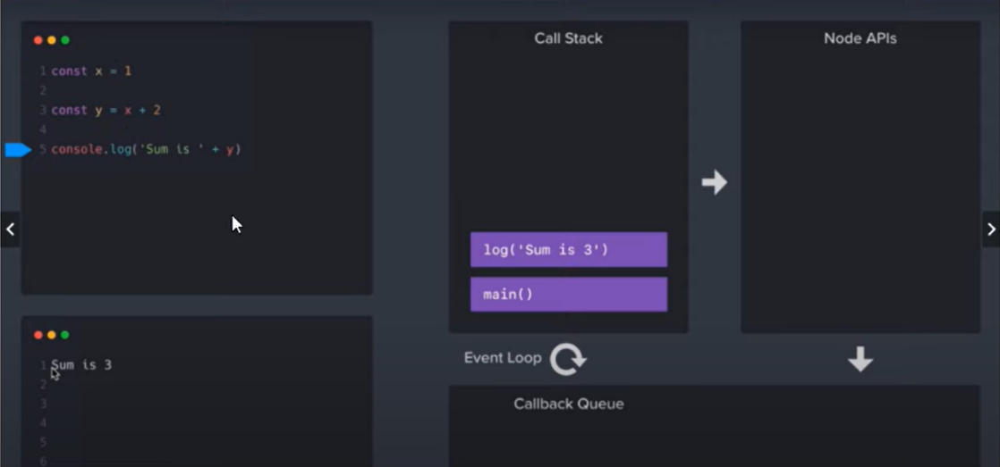 1 const x = 1
2
3 const y = x + 2
4
5 console.log('Sum is ' + y)
1 Sum is 3
2
3
4
5
6
Call Stack
log('Sum is 3')
main()
Node APIs
Event Loop
Callback Queue